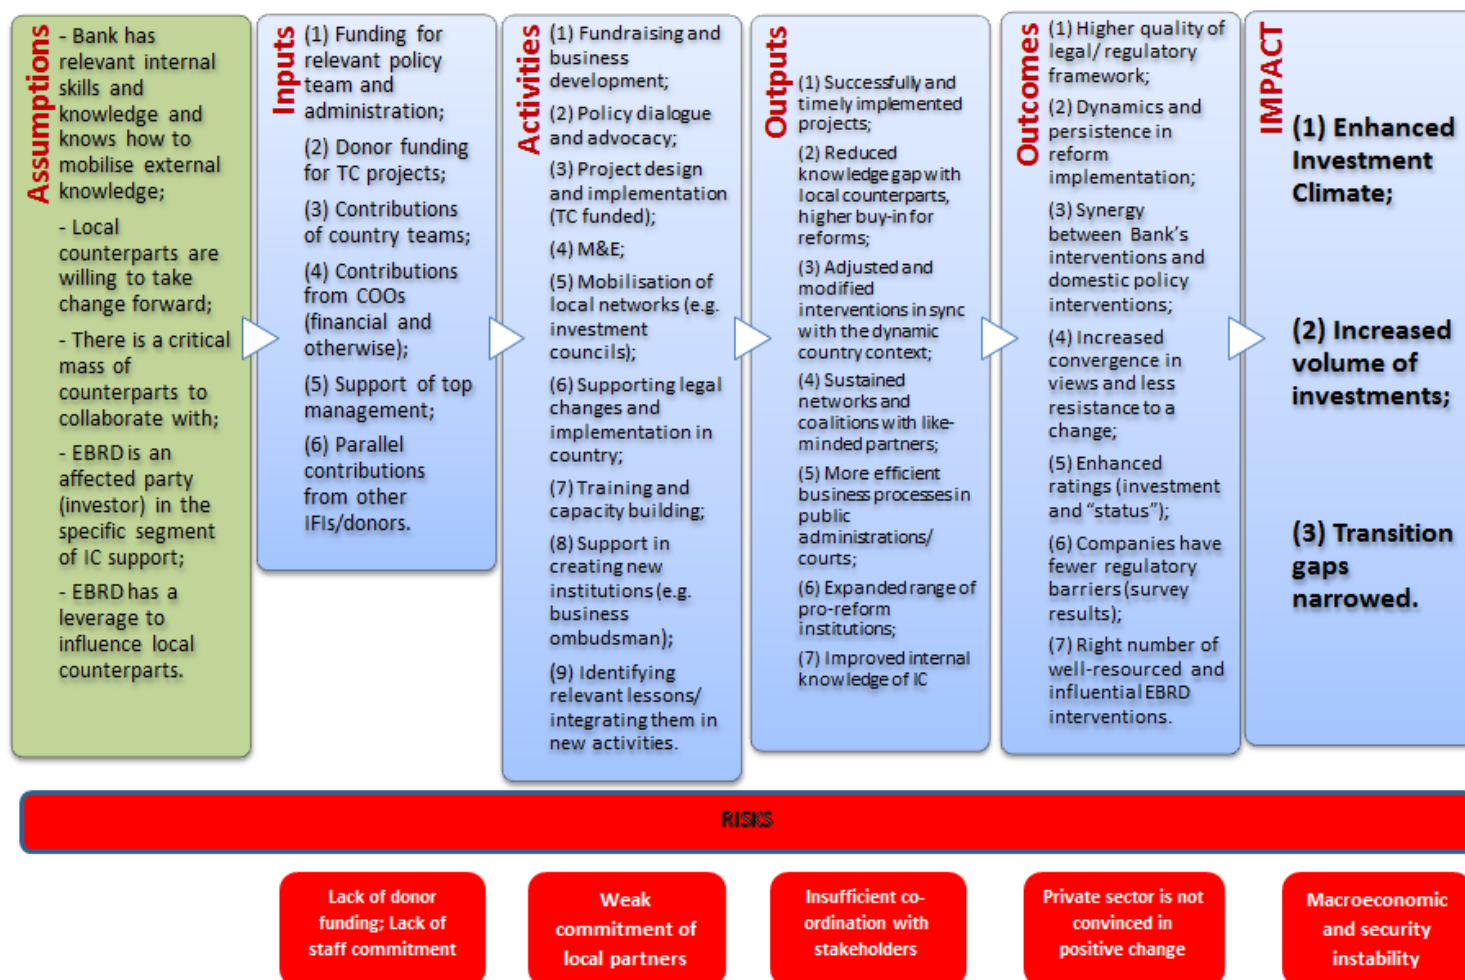 Assumptions
- Bank has
relevant internal
skills and
knowledge and
knows how to
mobilise external
knowledge;
- Local
counterparts are
willing to take
change forward;
- There is a critical
mass of
counterparts to
collaborate with;
- EBRD is an
affected party
(investor) in the
specific segment
of IC support;
- EBRD has a
leverage to
influence local
counterparts.
Inputs
(1) Funding for
relevant policy
team and
administration;
(2) Donor funding
for TC projects;
(3) Contributions
of country teams;
(4) Contributions
from COOs
(financial and
otherwise);
(5) Support of top
management;
(6) Parallel
contributions
from other
IFIs/donors.
Activities
(1) Fundraising and
business
development;
(2) Policy dialogue
and advocacy;
(3) Project design
and implementation
(TC funded);
(4) M&E;
(5) Mobilisation of
local networks (e.g.
investment
councils);
(6) Supporting legal
changes and
implementation in
country;
(7) Training and
capacity building;
(8) Support in
creating new
institutions (e.g.
business
ombudsman);
(9) Identifying
relevant lessons/
integrating them in
new activities.
Outputs
(1) Successfully and
timely implemented
projects;
(2) Reduced
knowledge gap with
local counterparts,
higher buy-in for
reforms;
(3) Adjusted and
modified
interventions in sync
with the dynamic
country context;
(4) Sustained
networks and
coalitions with like-
minded partners;
(5) More efficient
business processes in
public
administrations/
courts;
(6) Expanded range of
pro-reform
institutions;
(7) Improved internal
knowledge of IC
Outcomes
(1) Higher quality of
legal/ regulatory
framework;
(2) Dynamics and
persistence in
reform
implementation;
(3) Synergy
between Bank's
interventions and
domestic policy
interventions;
(4) Increased
convergence in
views and less
resistance to a
change;
(5) Enhanced
ratings (investment
and “status”);
(6) Companies have
fewer regulatory
barriers (survey
results);
(7) Right number of
well-resourced and
influential EBRD
interventions.
IMPACT
(1) Enhanced
Investment
Climate;
(2) Increased
volume of
investments;
(3) Transition
gaps
narrowed.
RISKS
Lack of donor
funding; Lack of
staff commitment
Weak
commitment of
local partners
Insufficient co-
ordination with
stakeholders
Private sector is not
convinced in
positive change
Macroeconomic
and security
instability